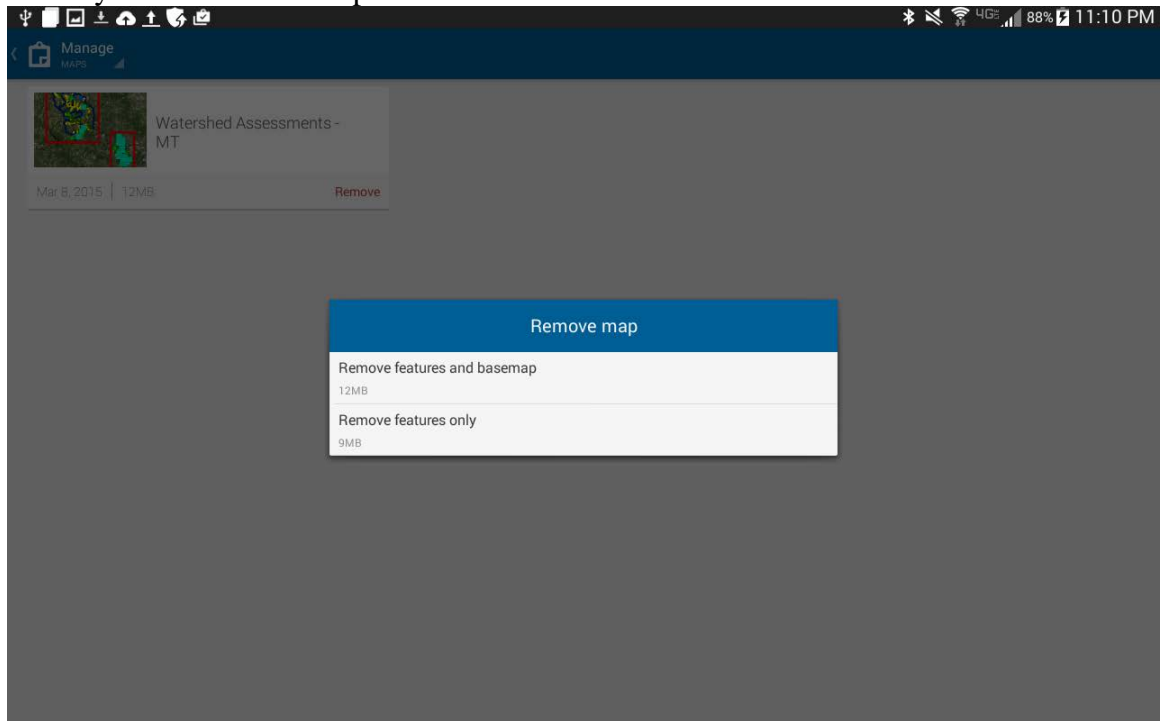 4GE 88% 11:10 PM
Manage
MAPS
Watershed Assessments -
MT
Mar 8, 2015 | 12MB Remove
Remove map
Remove features and basemap
12MB
Remove features only
9MB